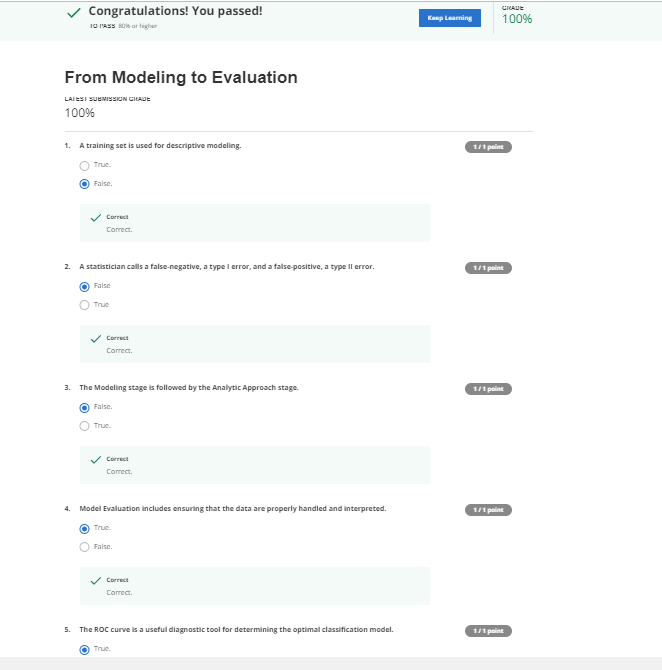 Congratulations! You passed!
TO PASS 80% or higher
Keep Learning
GRADE
100%
From Modeling to Evaluation
LATEST SUBMISSION GRADE
100%
1. A training set is used for descriptive modeling.
1 / 1 point
True.
False.
Correct
Correct.
2. A statistician calls a false-negative, a type I error, and a false-positive, a type II error.
1 / 1 point
False
True
Correct
Correct.
3. The Modeling stage is followed by the Analytic Approach stage.
1 / 1 point
False.
True.
Correct
Correct.
4. Model Evaluation includes ensuring that the data are properly handled and interpreted.
1 / 1 point
True.
False.
Correct
Correct.
5. The ROC curve is a useful diagnostic tool for determining the optimal classification model.
1 / 1 point
True.